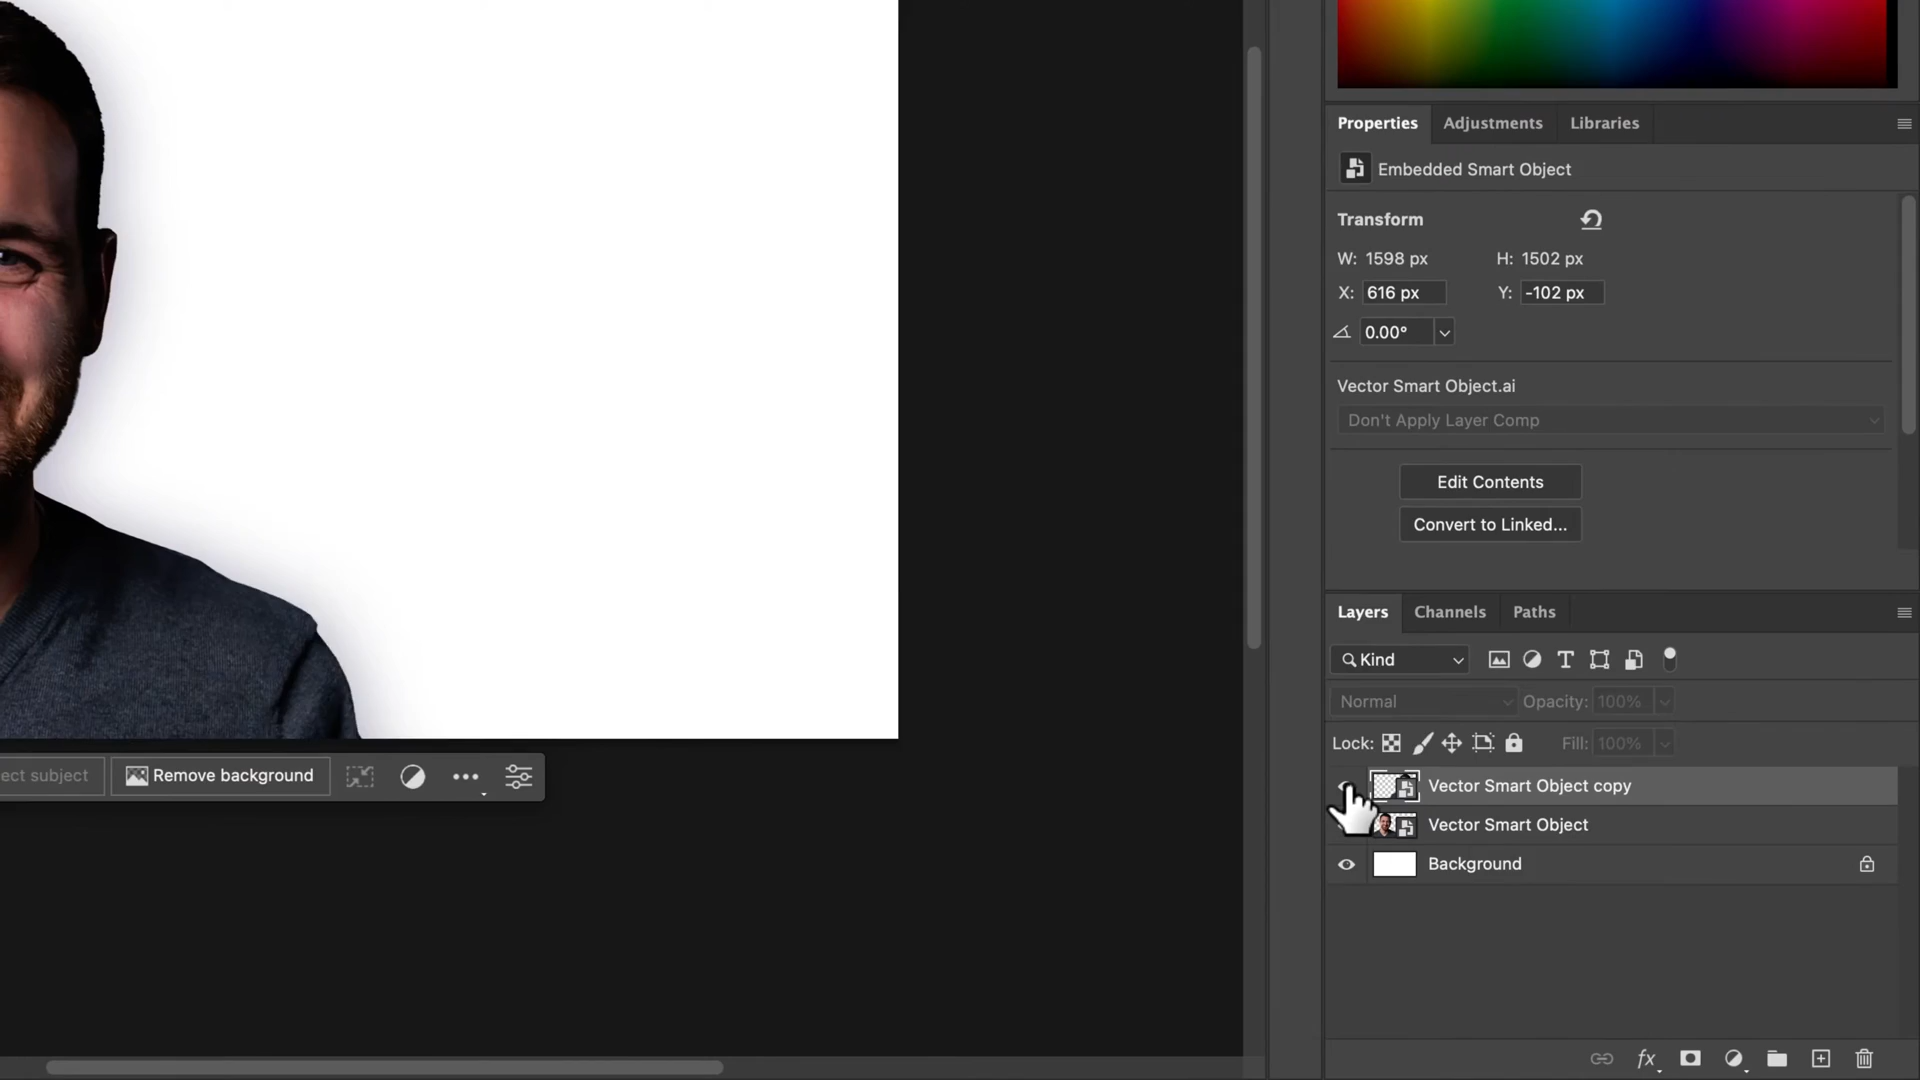 Properties
Adjustments
Libraries
Embedded Smart Object
Transform
W: 1598 px
H: 1502 px
X: 616 px
Y: -102 px
0.00°
Vector Smart Object.ai
Don't Apply Layer Comp
Edit Contents
Convert to Linked...
Layers
Channels
Paths
Kind
Normal
Opacity: 100%
Lock:
Fill: 100%
ect subject
Remove background
Vector Smart Object copy
Vector Smart Object
Background
fx